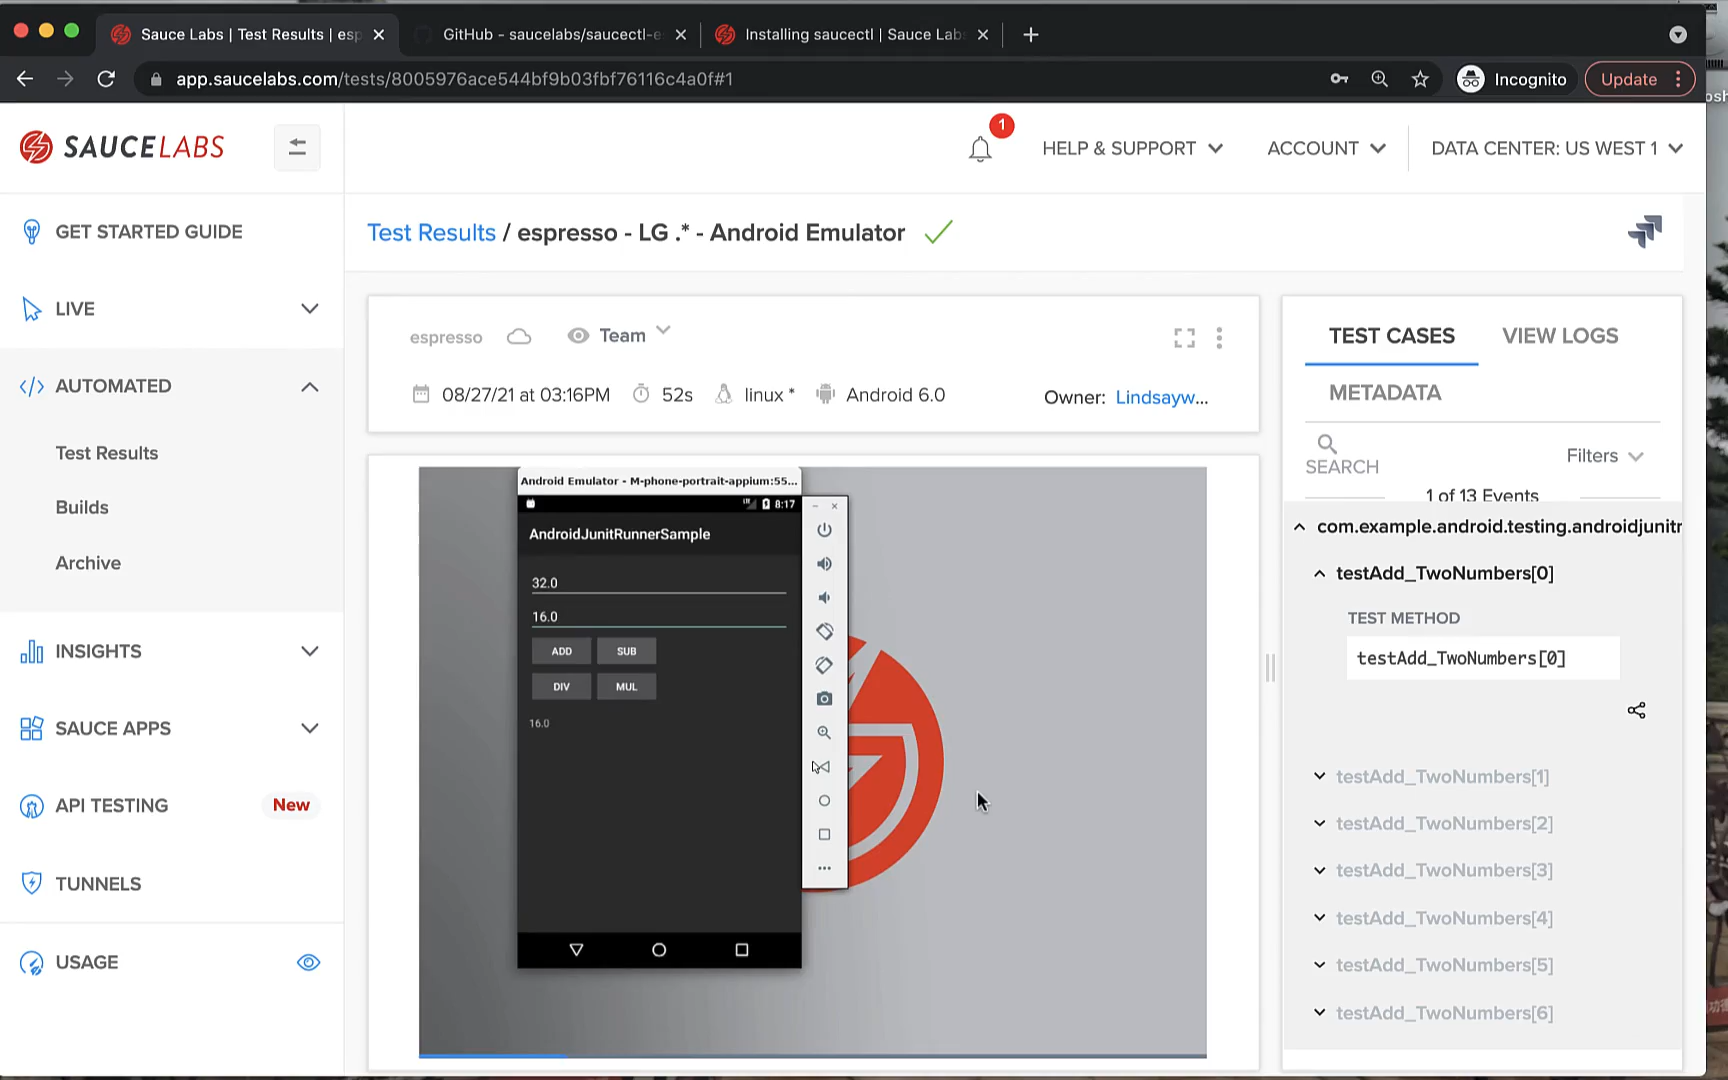 Sauce Labs | Test Results | esp
GitHub - saucelabs/saucectl-e
Installing saucectl | Sauce Lab
app.saucelabs.com/tests/8005976ace544bf9b03fbf76116c4a0f#1
Incognito
Update
SAUCELABS
1
HELP & SUPPORT
ACCOUNT
DATA CENTER: US WEST 1
GET STARTED GUIDE
LIVE
AUTOMATED
Test Results
Builds
Archive
INSIGHTS
SAUCE APPS
API TESTING
New
TUNNELS
USAGE
Test Results / espresso - LG .* - Android Emulator
espresso
Team
08/27/21 at 03:16PM
52s
linux *
Android 6.0
Owner: Lindsayw...
Android Emulator - M-phone-portrait-appium:55...
8:17
AndroidJunitRunnerSample
32.0
16.0
ADD
SUB
DIV
MUL
16.0
TEST CASES
VIEW LOGS
METADATA
SEARCH
Filters
1 of 13 Events
com.example.android.testing.androidjunitr
testAdd_TwoNumbers[0]
TEST METHOD
testAdd_TwoNumbers[0]
testAdd_TwoNumbers[1]
testAdd_TwoNumbers[2]
testAdd_TwoNumbers[3]
testAdd_TwoNumbers[4]
testAdd_TwoNumbers[5]
testAdd_TwoNumbers[6]